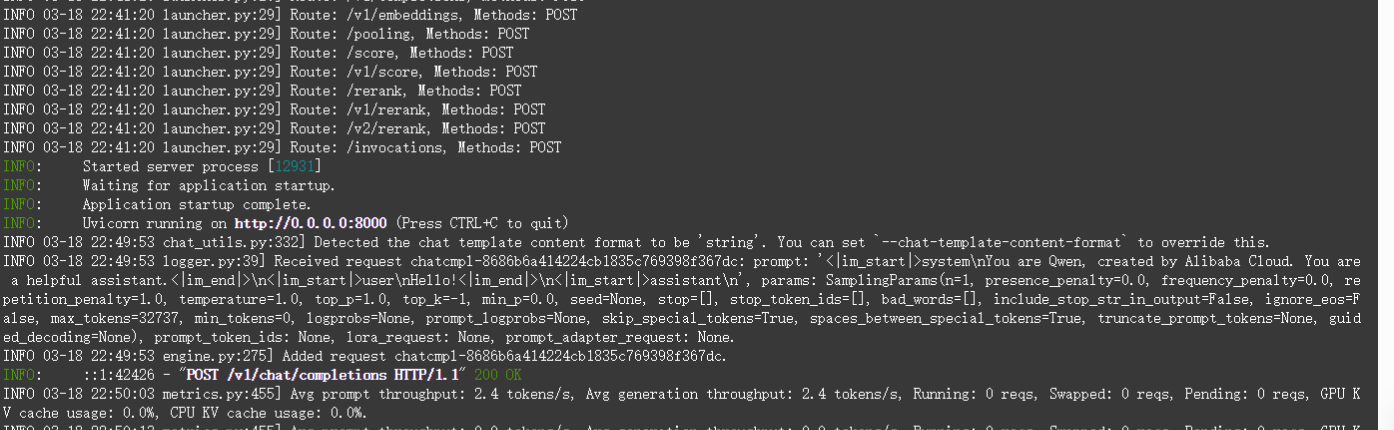 INFO 03-18 22:41:20 launcher.py:29] Route: /v1/embeddings, Methods: POST
INFO 03-18 22:41:20 launcher.py:29] Route: /pooling, Methods: POST
INFO 03-18 22:41:20 launcher.py:29] Route: /score, Methods: POST
INFO 03-18 22:41:20 launcher.py:29] Route: /v1/score, Methods: POST
INFO 03-18 22:41:20 launcher.py:29] Route: /rerank, Methods: POST
INFO 03-18 22:41:20 launcher.py:29] Route: /v1/rerank, Methods: POST
INFO 03-18 22:41:20 launcher.py:29] Route: /v2/rerank, Methods: POST
INFO 03-18 22:41:20 launcher.py:29] Route: /invocations, Methods: POST
INFO:     Started server process [12931]
INFO:     Waiting for application startup.
INFO:     Application startup complete.
INFO:     Uvicorn running on http://0.0.0.0:8000 (Press CTRL+C to quit)
INFO 03-18 22:49:53 chat_utils.py:332] Detected the chat template content format to be 'string'. You can set `--chat-template-content-format` to override this.
INFO 03-18 22:49:53 logger.py:39] Received request chatcmpl-8686b6a414224cb1835c769398f367dc: prompt: '<|im_start|>system\nYou are Qwen, created by Alibaba Cloud. You are
 a helpful assistant.<|im_end|>\n<|im_start|>user\nHello!<|im_end|>\n<|im_start|>assistant\n', params: SamplingParams(n=1, presence_penalty=0.0, frequency_penalty=0.0, re
petition_penalty=1.0, temperature=1.0, top_p=1.0, top_k=-1, min_p=0.0, seed=None, stop=[], stop_token_ids=[], bad_words=[], include_stop_str_in_output=False, ignore_eos=F
alse, max_tokens=32737, min_tokens=0, logprobs=None, prompt_logprobs=None, skip_special_tokens=True, spaces_between_special_tokens=True, truncate_prompt_tokens=None, guid
ed_decoding=None), prompt_token_ids: None, lora_request: None, prompt_adapter_request: None.
INFO 03-18 22:49:53 engine.py:275] Added request chatcmpl-8686b6a414224cb1835c769398f367dc.
INFO:     ::1:42426 - "POST /v1/chat/completions HTTP/1.1" 200 OK
INFO 03-18 22:50:03 metrics.py:455] Avg prompt throughput: 2.4 tokens/s, Avg generation throughput: 2.4 tokens/s, Running: 0 reqs, Swapped: 0 reqs, Pending: 0 reqs, GPU K
V cache usage: 0.0%, CPU KV cache usage: 0.0%.